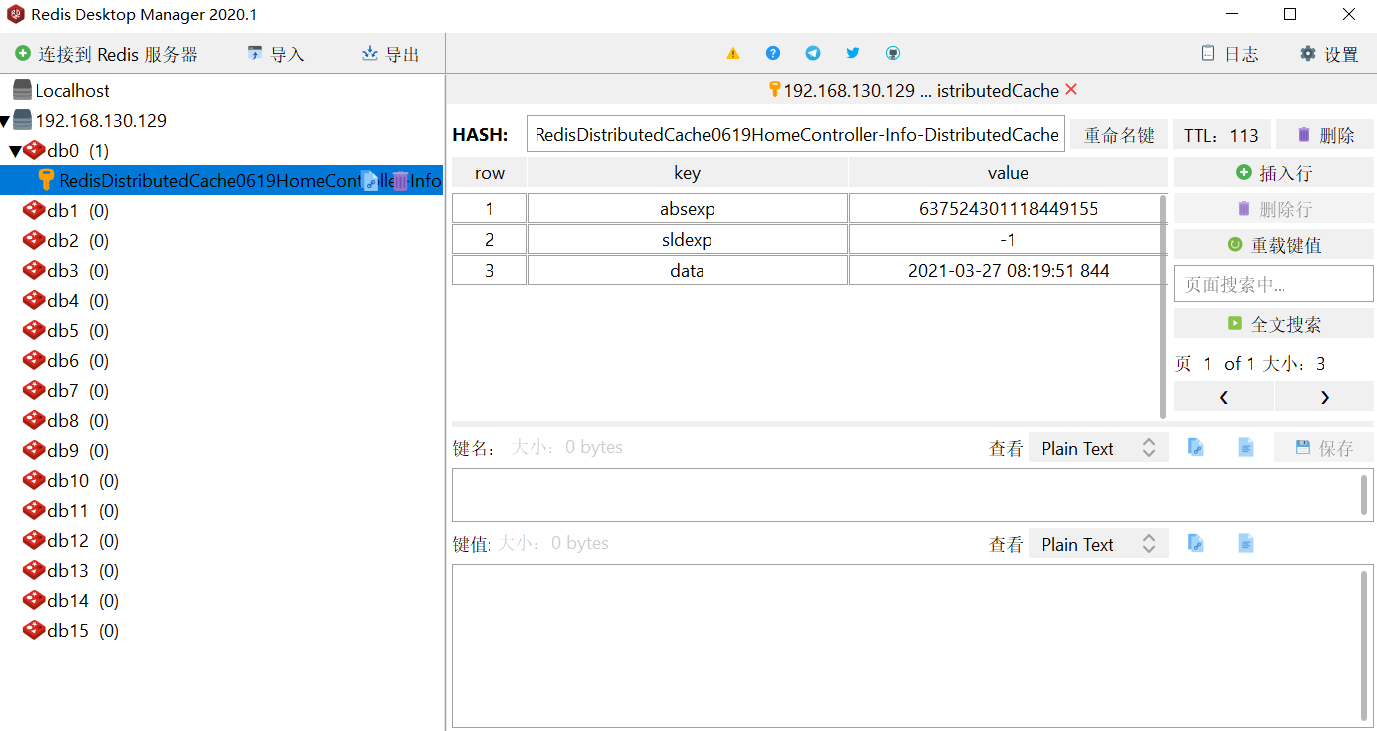 Redis Desktop Manager 2020.1
连接到 Redis 服务器 导入 导出 日志 设置
Localhost
192.168.130.129
db0 (1)
RedisDistributedCache0619HomeController-Info
db1 (0)
db2 (0)
db3 (0)
db4 (0)
db5 (0)
db6 (0)
db7 (0)
db8 (0)
db9 (0)
db10 (0)
db11 (0)
db12 (0)
db13 (0)
db14 (0)
db15 (0)
192.168.130.129 ... istributedCache
HASH: RedisDistributedCache0619HomeController-Info-DistributedCache 重命名键 TTL: 113 删除
row key value
1 absexp 637524301118449155
2 sldexp -1
3 data 2021-03-27 08:19:51 844
插入行
删除行
重载键值
页面搜索中...
全文搜索
页 1 of 1 大小: 3
键名: 大小: 0 bytes 查看 Plain Text 保存
键值: 大小: 0 bytes 查看 Plain Text